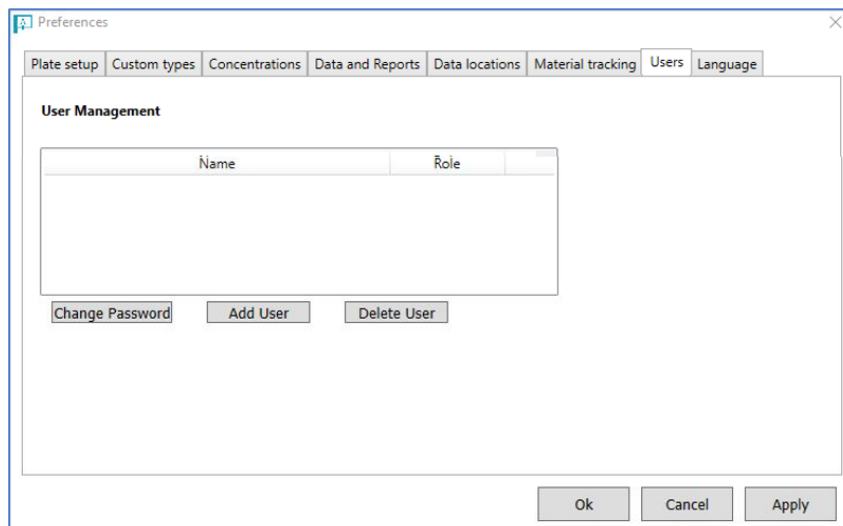 Preferences
Plate setup Custom types Concentrations Data and Reports Data locations Material tracking Users Language
User Management
Name Role
Change Password Add User Delete User
Ok Cancel Apply